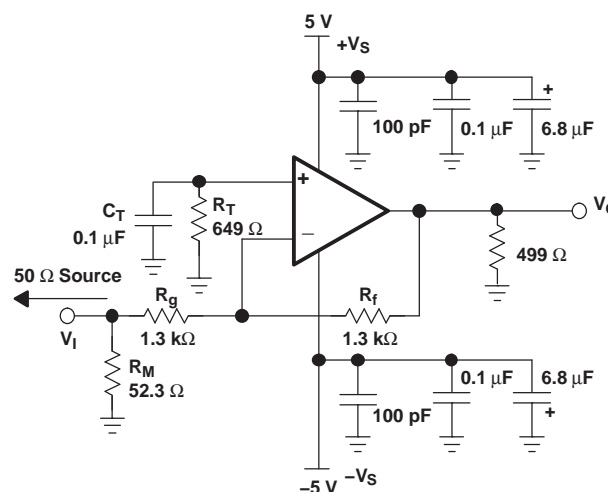 5 V
+VS
+
100 pF
0.1 µF
6.8 µF
+
CT
0.1 µF
RT
649 Ω
−
499 Ω
50 Ω Source
Rg
1.3 kΩ
Rf
1.3 kΩ
VI
RM
52.3 Ω
0.1 µF
6.8 µF
100 pF
+
−5 V
−VS